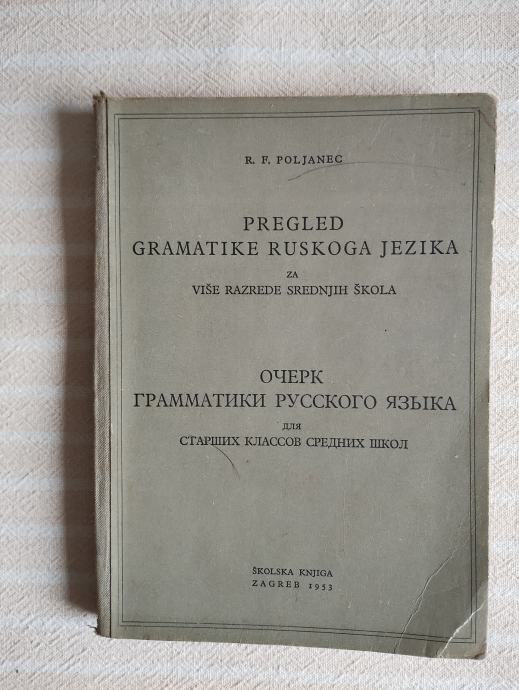 R. F. POLJANEC
PREGLED
GRAMATIKE RUSKOGA JEZIKA
ZA
VIŠE RAZREDE SREDNJIH ŠKOLA
ОЧЕРК
ГРАММАТИКИ РУССКОГО ЯЗЫКА
ДЛЯ
СТАРШИХ КЛАССОВ СРЕДНИХ ШКОЛ
ŠKOLSKA KNJIGA
ZAGREB 1953